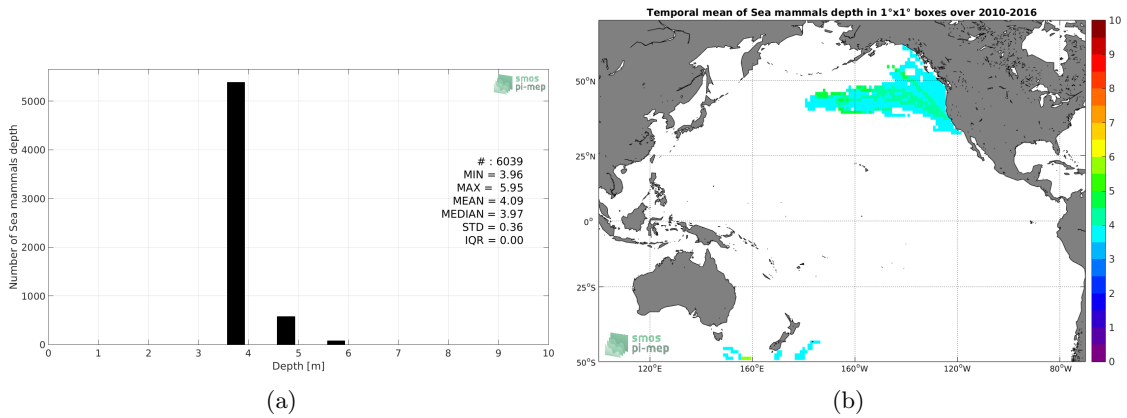 smos
pi-mep
Number of Sea mammals depth
5000
4000
3000
2000
1000
0
# : 6039
MIN = 3.96
MAX = 5.95
MEAN = 4.09
MEDIAN = 3.97
STD = 0.36
IQR = 0.00
0 1 2 3 4 5 6 7 8 9 10
Depth [m]
(a)
Temporal mean of Sea mammals depth in 1°x1° boxes over 2010-2016
50°N
25°N
0°
25°S
50°S
120°E 160°E 160°W 120°W 80°W
smos
pi-mep
10
9
8
7
6
5
4
3
2
1
0
(b)